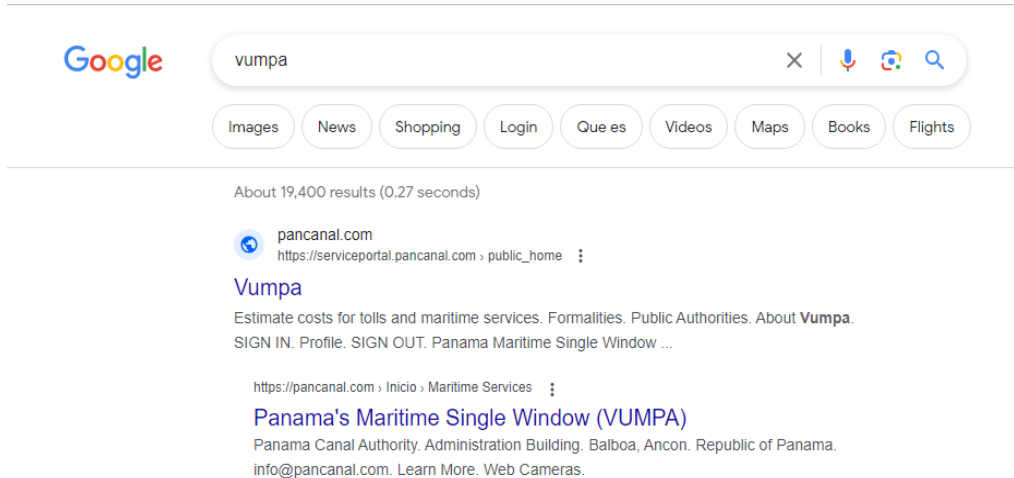 Google
vumpa
Images News Shopping Login Que es Videos Maps Books Flights
About 19,400 results (0.27 seconds)
pancanal.com
https://serviceportal.pancanal.com › public_home
Vumpa
Estimate costs for tolls and maritime services. Formalities. Public Authorities. About Vumpa.
SIGN IN. Profile. SIGN OUT. Panama Maritime Single Window ...
https://pancanal.com › Inicio › Maritime Services
Panama's Maritime Single Window (VUMPA)
Panama Canal Authority. Administration Building. Balboa, Ancon. Republic of Panama.
info@pancanal.com. Learn More. Web Cameras.